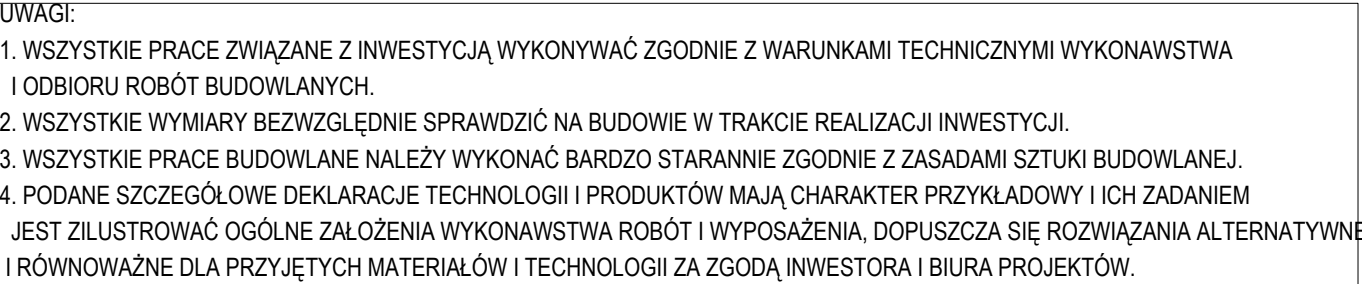 UWAGI:
1. WSZYSTKIE PRACE ZWIĄZANE Z INWESTYCJĄ WYKONYWAĆ ZGODNIE Z WARUNKAMI TECHNICZNYMI WYKONAWSTWA
I ODBIORU ROBÓT BUDOWLANYCH.
2. WSZYSTKIE WYMIARY BEZWZGLĘDNIE SPRAWDZIĆ NA BUDOWIE W TRAKCIE REALIZACJI INWESTYCJI.
3. WSZYSTKIE PRACE BUDOWLANE NALEŻY WYKONAĆ BARDZO STARANNIE ZGODNIE Z ZASADAMI SZTUKI BUDOWLANEJ.
4. PODANE SZCZEGÓŁOWE DEKLARACJE TECHNOLOGII I PRODUKTÓW MAJĄ CHARAKTER PRZYKŁADOWY I ICH ZADANIEM
JEST ZILUSTROWAĆ OGÓLNE ZAŁOŻENIA WYKONAWSTWA ROBÓT I WYPOSAŻENIA, DOPUSZCZA SIĘ ROZWIĄZANIA ALTERNATYWNE
I RÓWNOWAŻNE DLA PRZYJĘTYCH MATERIAŁÓW I TECHNOLOGII ZA ZGODĄ INWESTORA I BIURA PROJEKTÓW.